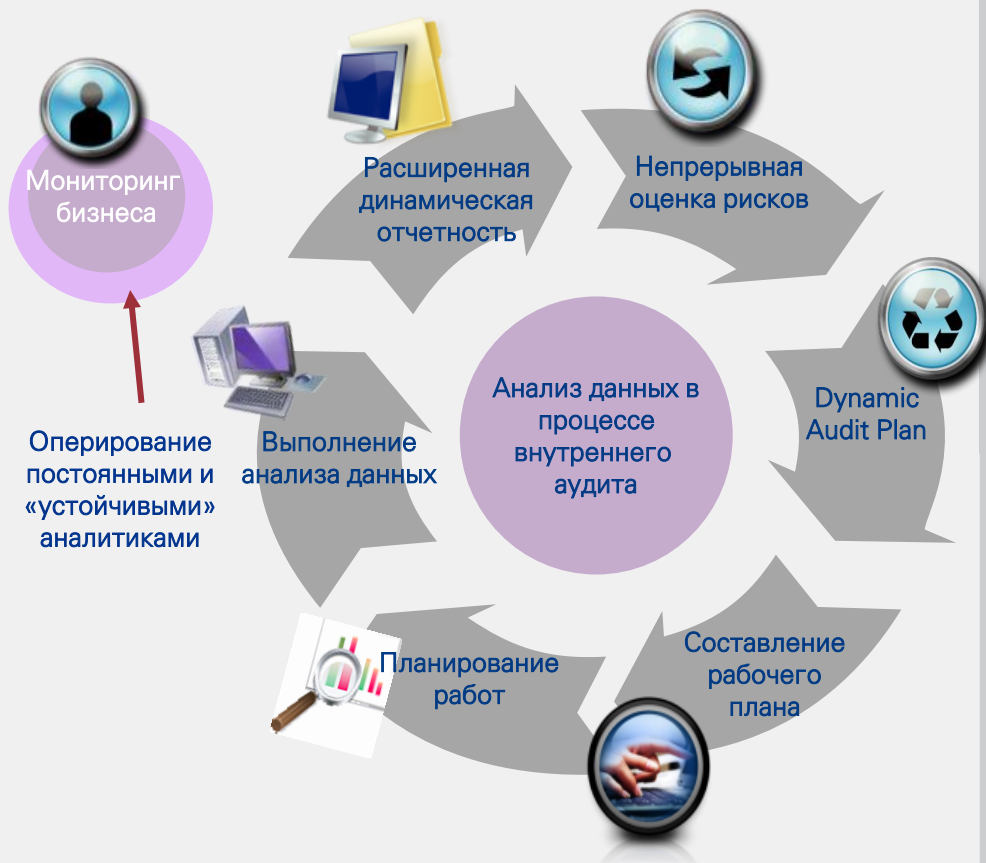 Мониторинг
бизнеса
Расширенная
динамическая
отчетность
Непрерывная
оценка рисков
Dynamic
Audit Plan
Анализ данных в
процессе
внутреннего
аудита
Оперирование
постоянными и
«устойчивыми»
аналитиками
Выполнение
анализа данных
Планирование
работ
Составление
рабочего
плана